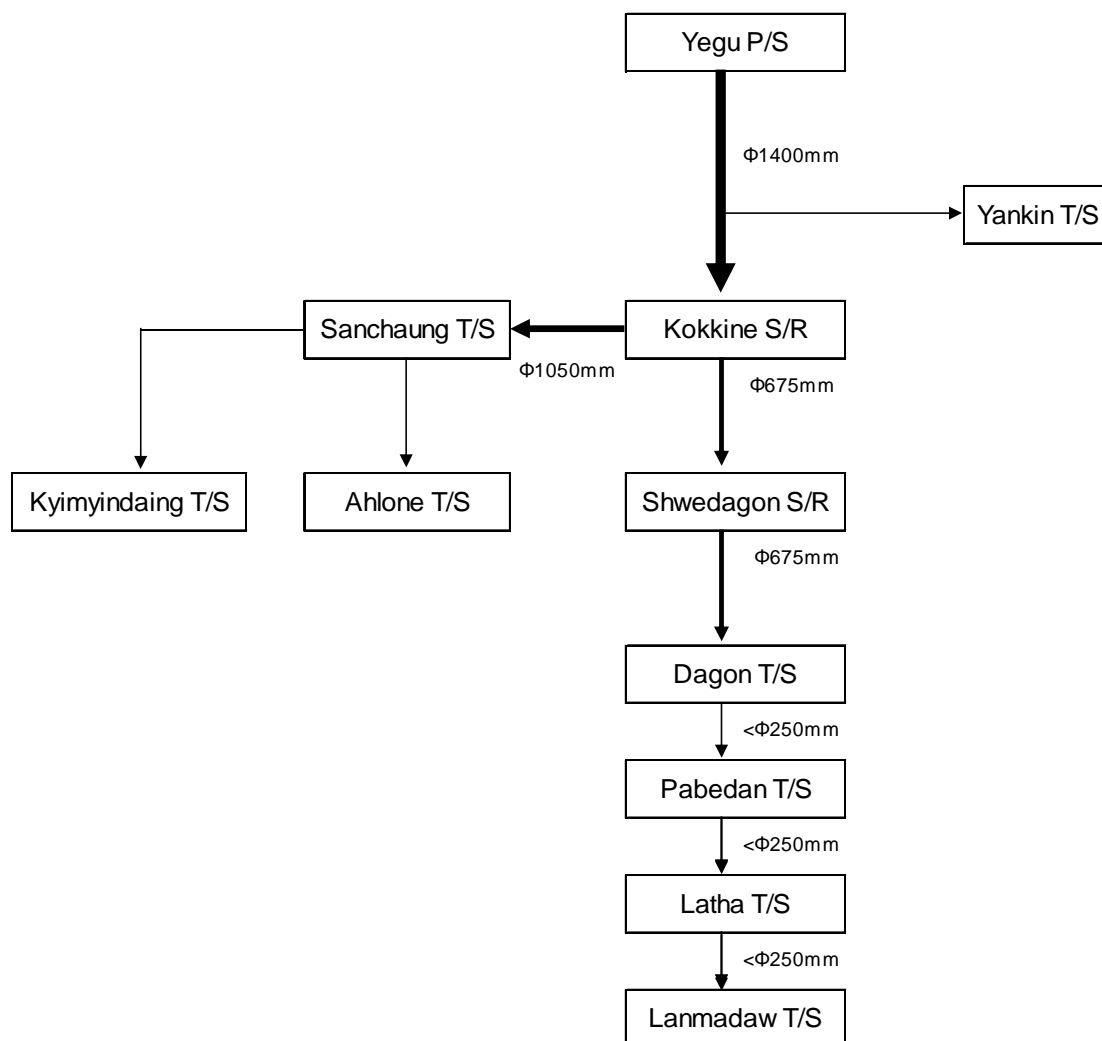 Yegu P/S
Φ1400mm
Yankin T/S
Sanchaung T/S
Kokkine S/R
Φ1050mm
Φ675mm
Kyimyindaing T/S
Ahlone T/S
Shwedagon S/R
Φ675mm
Dagon T/S
<Φ250mm
Pabedan T/S
<Φ250mm
Latha T/S
<Φ250mm
Lanmadaw T/S